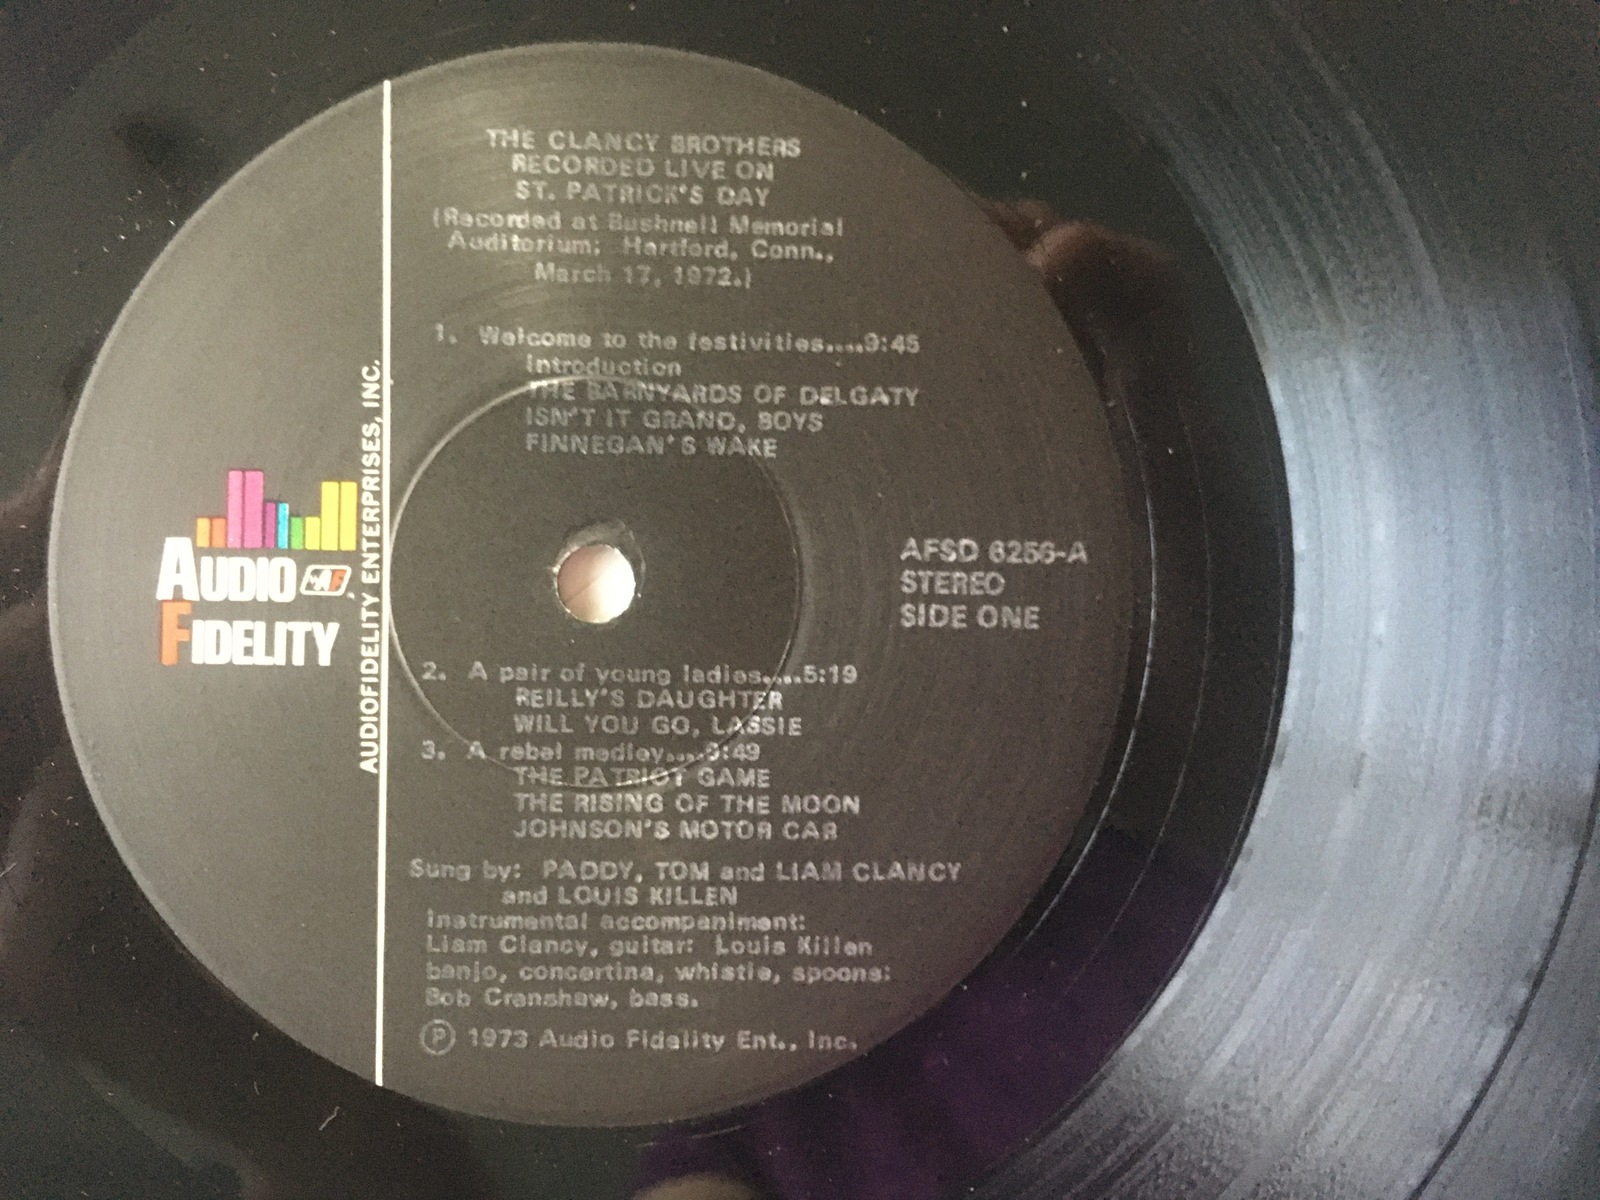 THE CLANCY BROTHERS
RECORDED LIVE ON
ST. PATRICK'S DAY
(Recorded at Bushnell Memorial
Auditorium; Hartford, Conn.,
March 17, 1972.)
1. Welcome to the festivities....9:45
Introduction
THE BARNYARDS OF DELGATY
ISN'T IT GRAND, BOYS
FINNEGAN'S WAKE
AUDIO AF
FIDELITY
AUDIOFIDELITY ENTERPRISES, INC.
AFSD 6256-A
STEREO
SIDE ONE
2. A pair of young ladies....5:19
REILLY'S DAUGHTER
WILL YOU GO, LASSIE
3. A rebel medley....9:49
THE PATRIOT GAME
THE RISING OF THE MOON
JOHNSON'S MOTOR CAR
Sung by: PADDY, TOM and LIAM CLANCY
and LOUIS KILLEN
Instrumental accompaniment:
Liam Clancy, guitar: Louis Killen
banjo, concertina, whistle, spoons:
Bob Cranshaw, bass.
Ⓟ 1973 Audio Fidelity Ent., Inc.